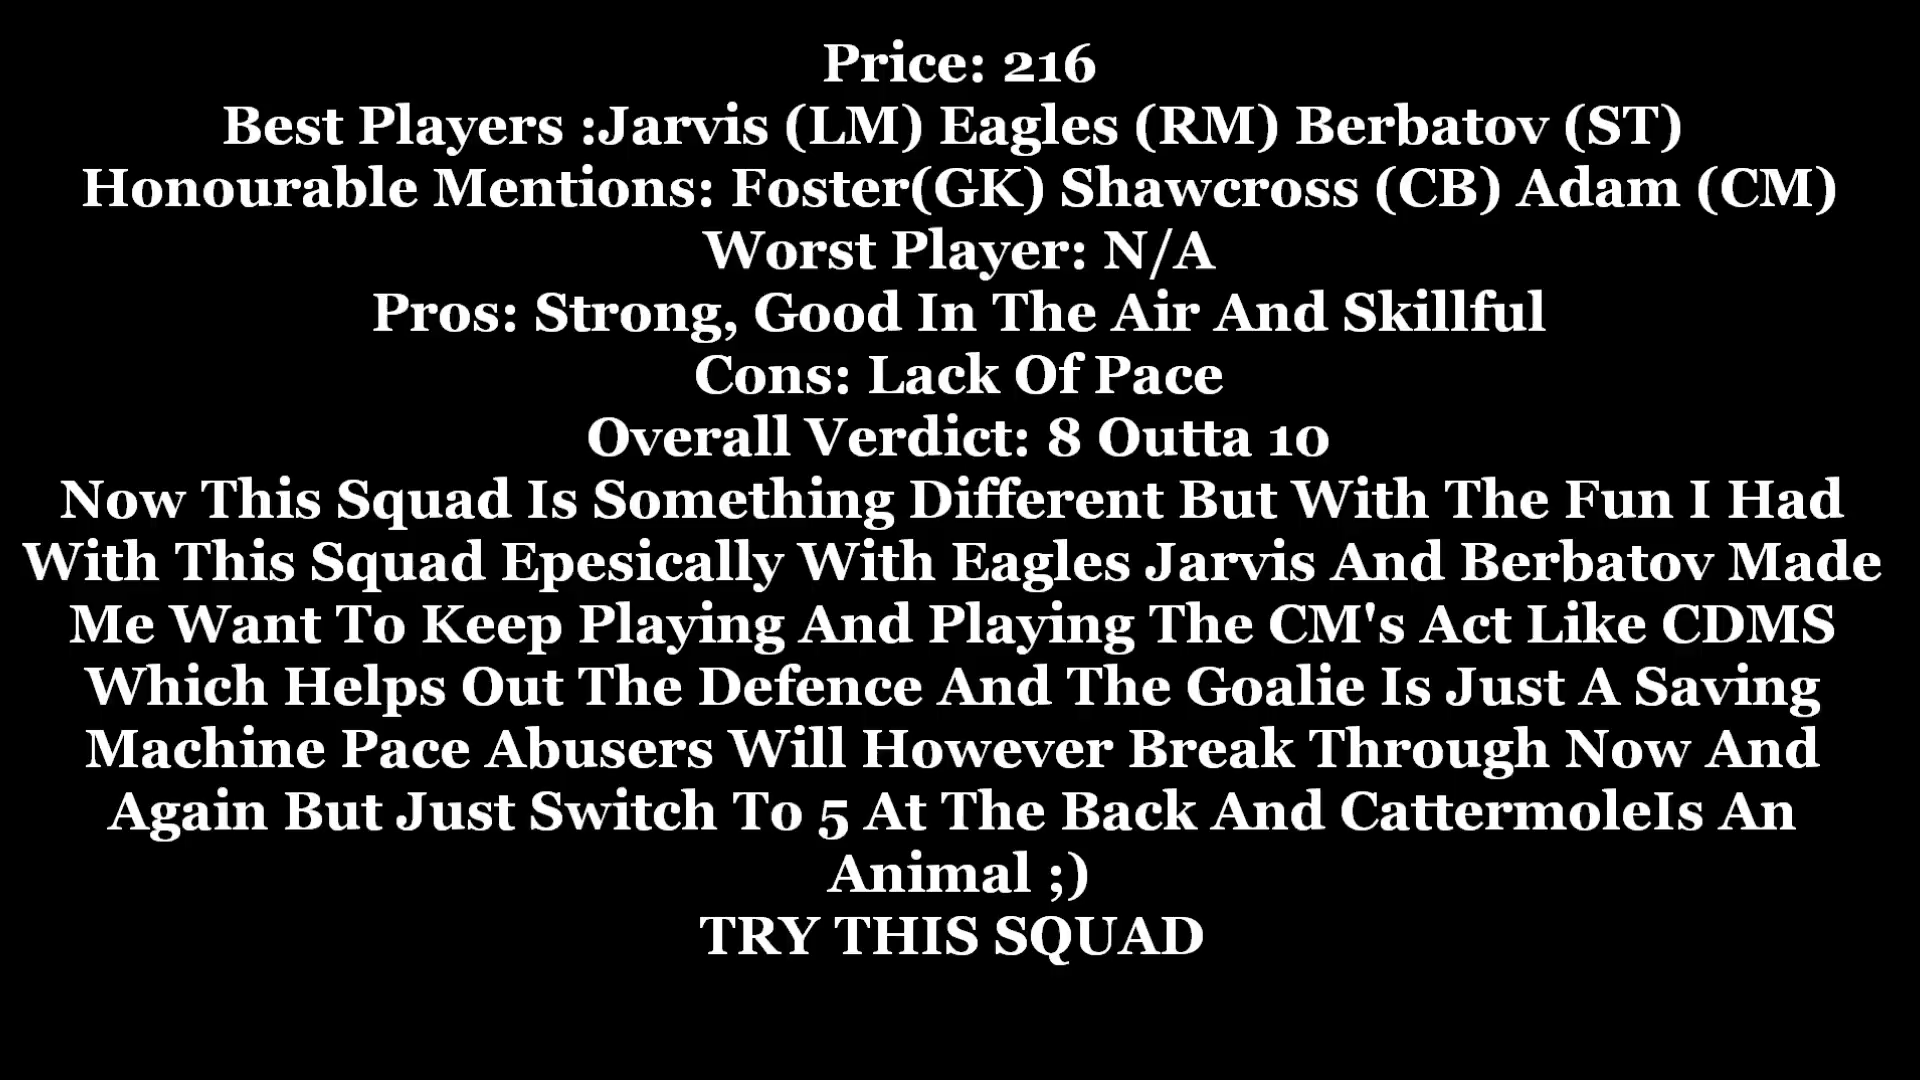 Price: 216
Best Players :Jarvis (LM) Eagles (RM) Berbatov (ST)
Honourable Mentions: Foster(GK) Shawcross (CB) Adam (CM)
Worst Player: N/A
Pros: Strong, Good In The Air And Skillful
Cons: Lack Of Pace
Overall Verdict: 8 Outta 10
Now This Squad Is Something Different But With The Fun I Had
With This Squad Epesically With Eagles Jarvis And Berbatov Made
Me Want To Keep Playing And Playing The CM's Act Like CDMS
Which Helps Out The Defence And The Goalie Is Just A Saving
Machine Pace Abusers Will However Break Through Now And
Again But Just Switch To 5 At The Back And CattermoleIs An
Animal ;)
TRY THIS SQUAD